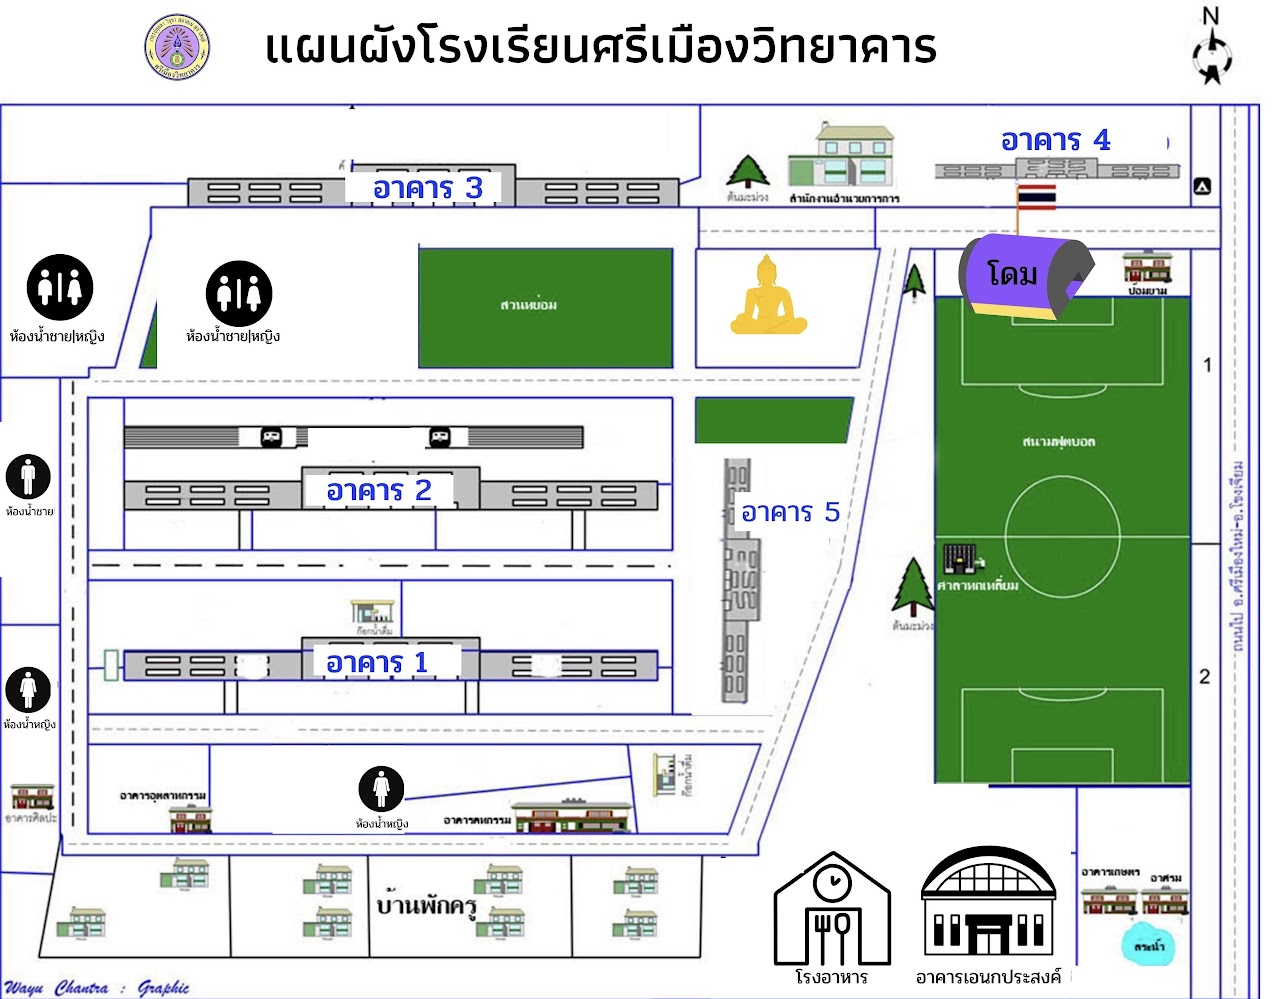 แผนผังโรงเรียนศรีเมืองวิทยาคาร
N
อาคาร 4
อาคาร 3
ต้นมะม่วง
สำนักงานอำนวยการการ
โดม
ป้อมยาม
ห้องน้ำชาย|หญิง
ห้องน้ำชาย|หญิง
สวนหย่อม
1
สนามฟุตบอล
ห้องน้ำชาย
อาคาร 2
อาคาร 5
ถนนไป อ.ศรีเมืองใหม่-อ.โขงเจียม
ศาลาหกเหลี่ยม
ต้นมะม่วง
ก๊อกน้ำดื่ม
อาคาร 1
2
ห้องน้ำหญิง
ก๊อกน้ำดื่ม
อาคารศิลปะ
อาคารอุตสาหกรรม
ห้องน้ำหญิง
อาคารคหกรรม
บ้านพักครู
อาคารเกษตร
อาศรม
สระน้ำ
โรงอาหาร
อาคารเอนกประสงค์
Wayu Chantra : Graphic